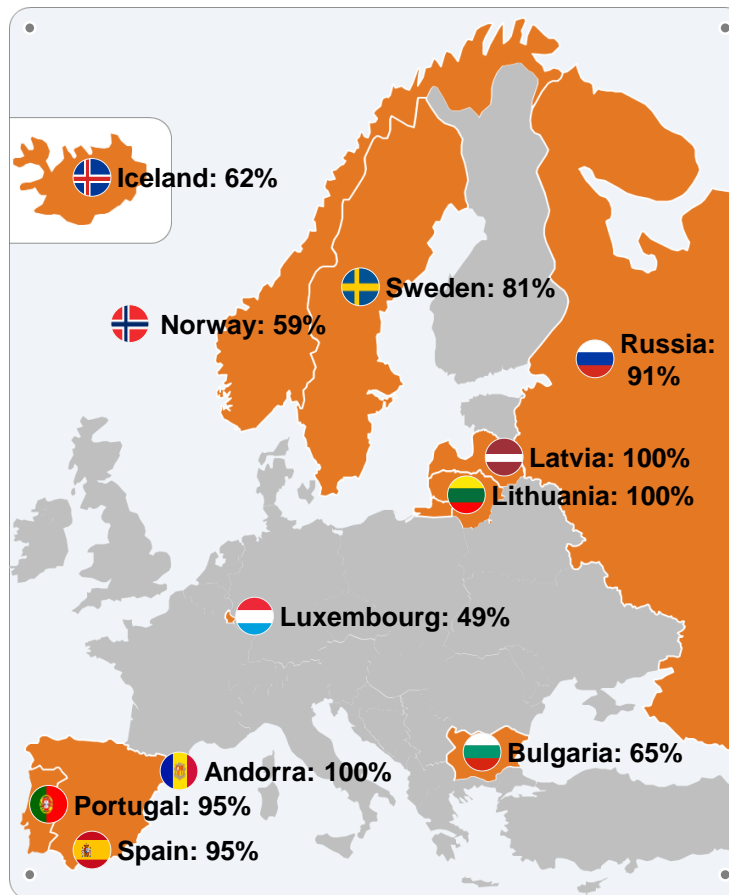 Iceland: 62%
Sweden: 81%
Norway: 59%
Russia:
91%
Latvia: 100%
Lithuania: 100%
Luxembourg: 49%
Bulgaria: 65%
Andorra: 100%
Portugal: 95%
Spain: 95%